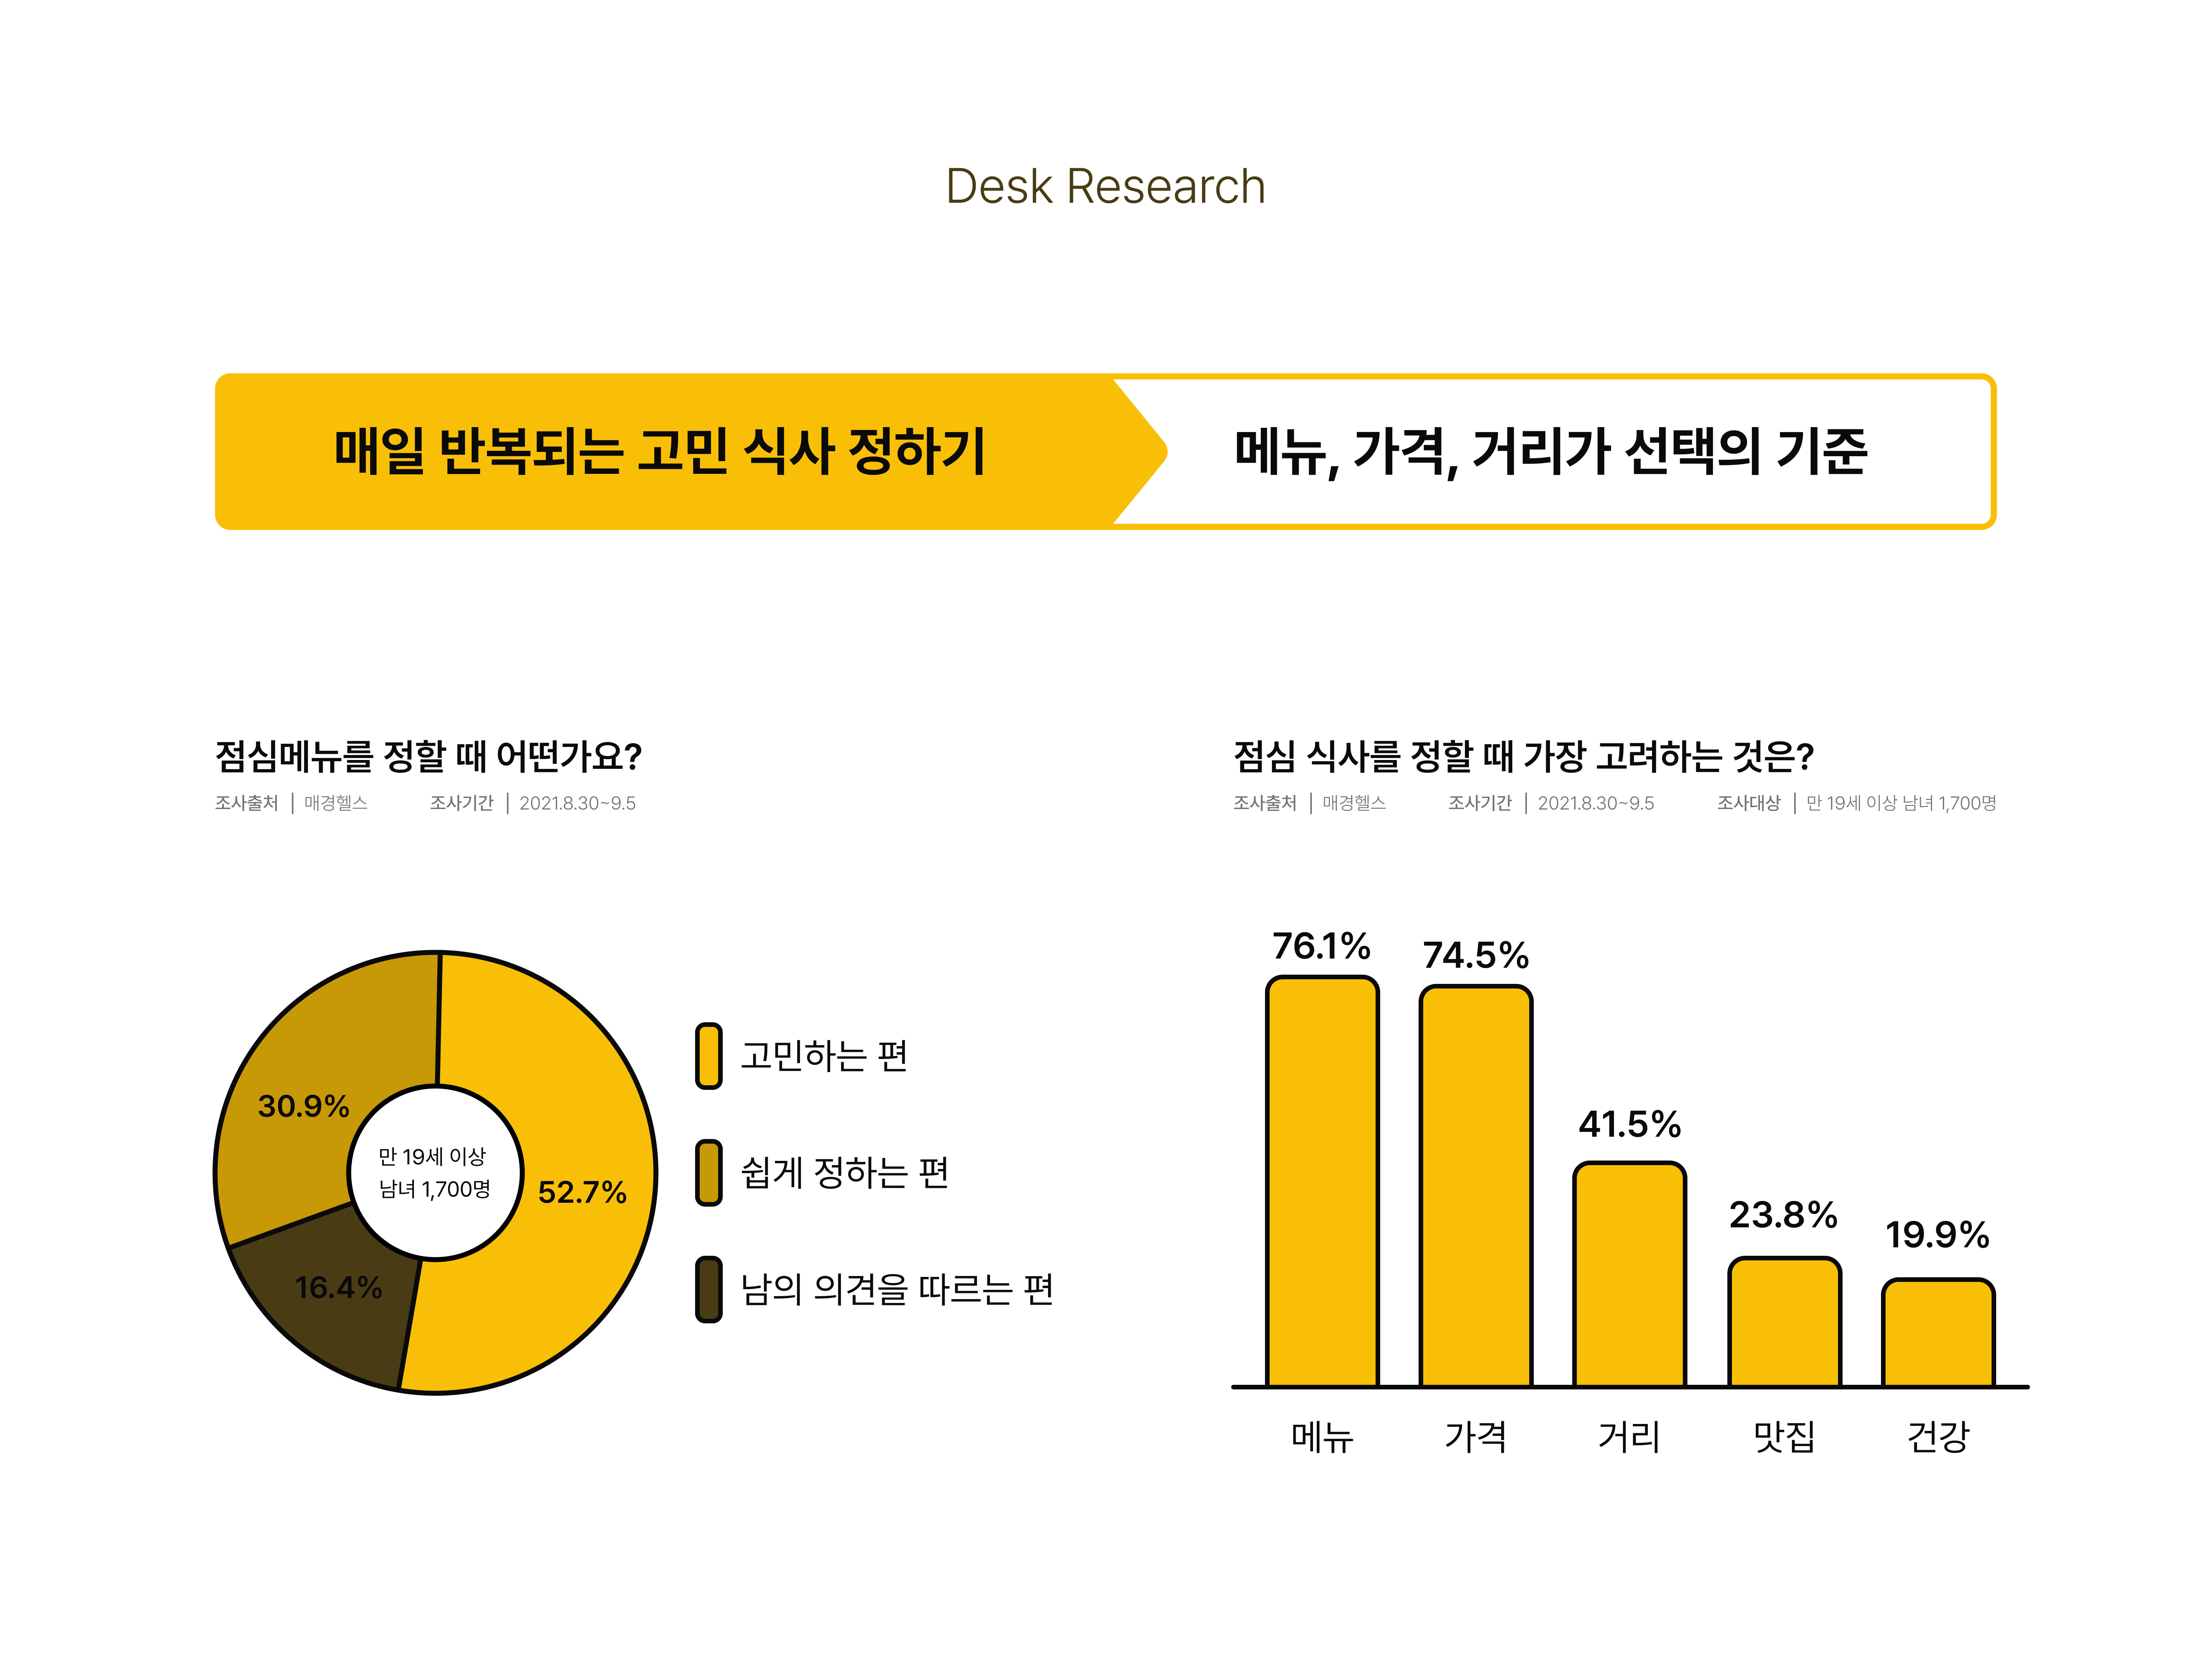 Desk Research
매일 반복되는 고민 식사 정하기
메뉴, 가격, 거리가 선택의 기준
점심메뉴를 정할 때 어떤가요?
조사출처 | 매경헬스 조사기간 | 2021.8.30~9.5
30.9%
만 19세 이상
남녀 1,700명
52.7%
16.4%
고민하는 편
쉽게 정하는 편
남의 의견을 따르는 편
점심 식사를 정할 때 가장 고려하는 것은?
조사출처 | 매경헬스 조사기간 | 2021.8.30~9.5 조사대상 | 만 19세 이상 남녀 1,700명
76.1%
74.5%
41.5%
23.8%
19.9%
메뉴 가격 거리 맛집 건강